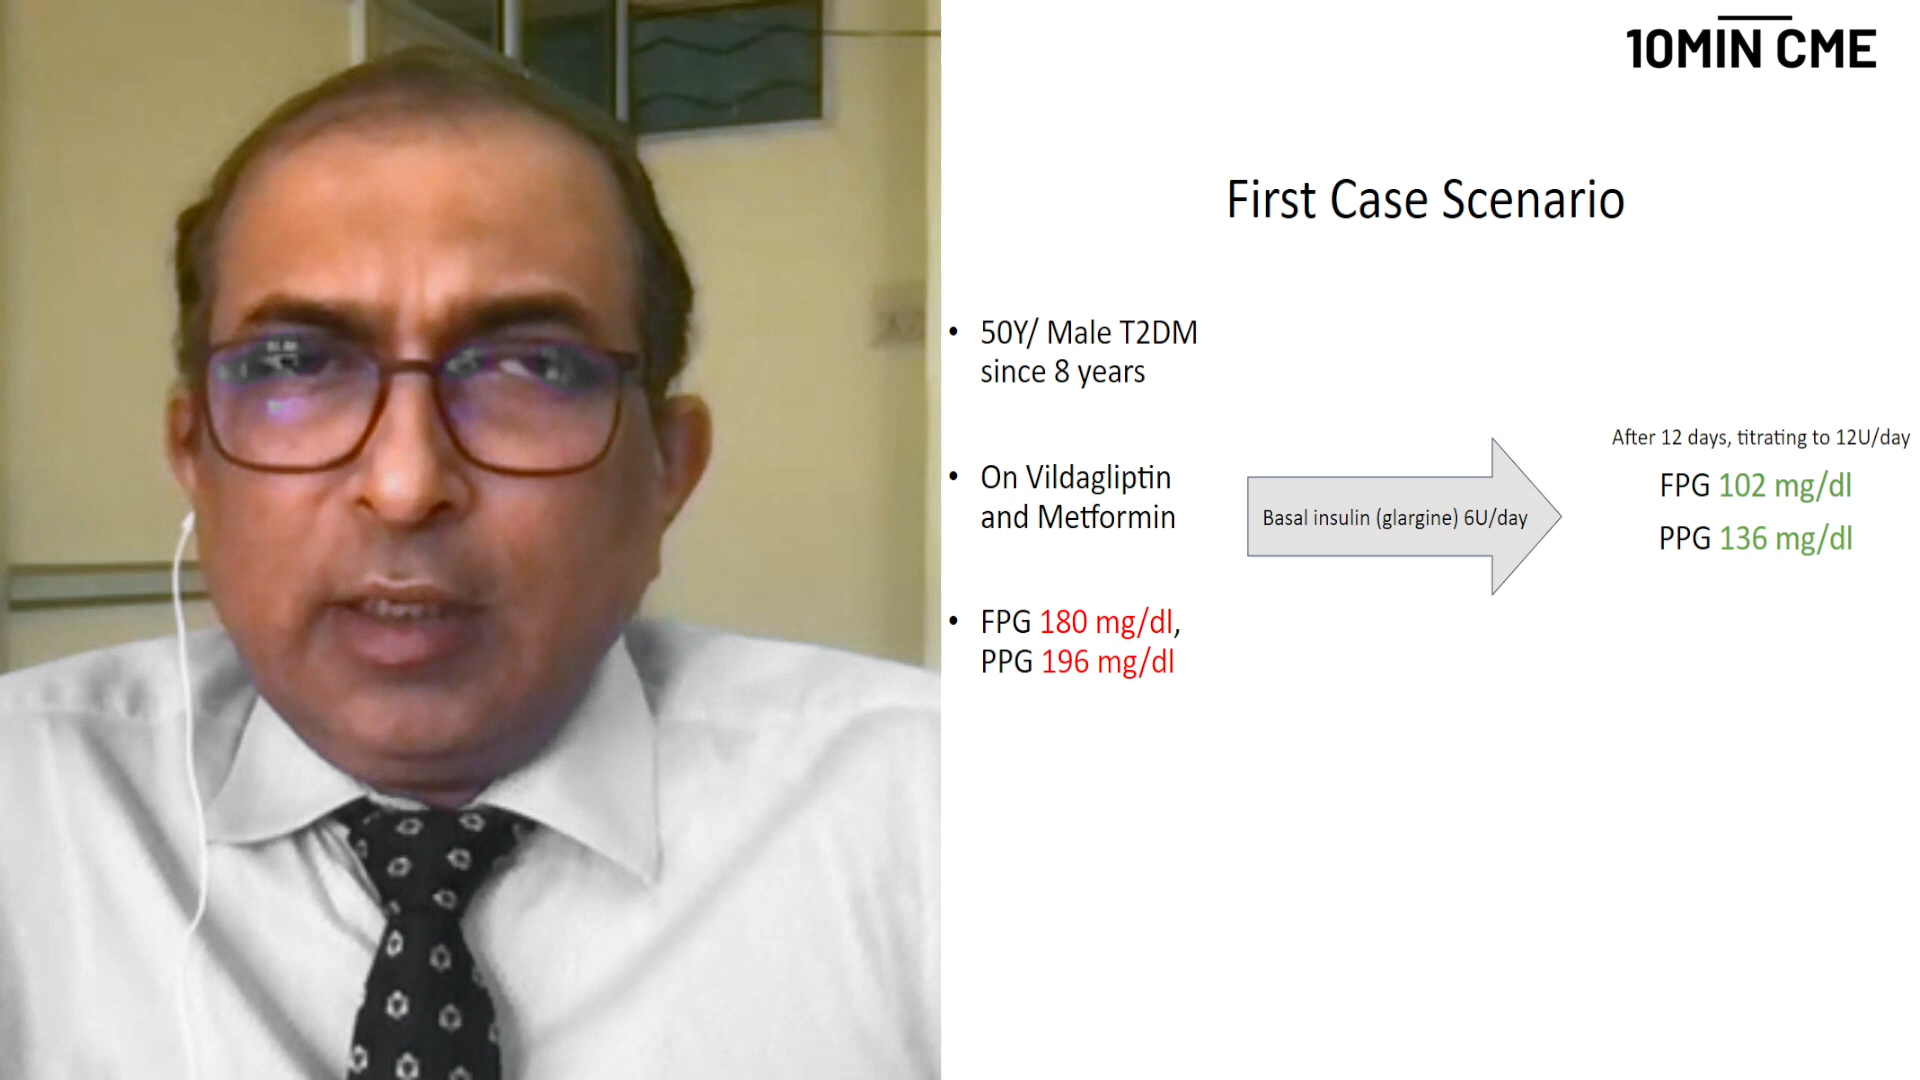 10MIN CME
First Case Scenario
• 50Y/ Male T2DM
since 8 years
• On Vildagliptin
and Metformin
• FPG 180 mg/dl,
PPG 196 mg/dl
Basal insulin (glargine) 6U/day
After 12 days, titrating to 12U/day
FPG 102 mg/dl
PPG 136 mg/dl